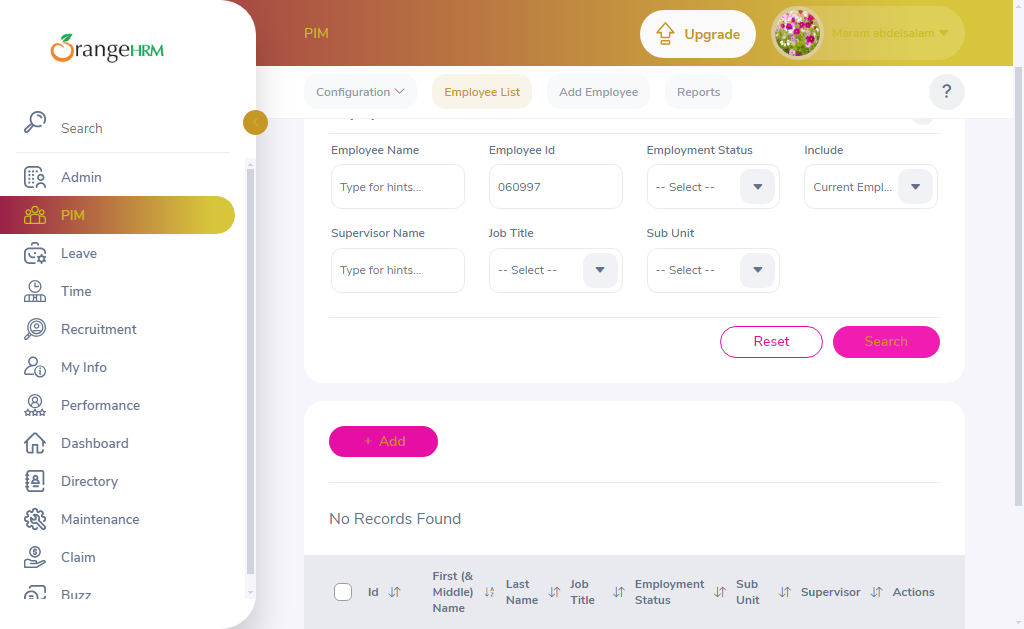 OrangeHRM
Search
Admin
PIM
Leave
Time
Recruitment
My Info
Performance
Dashboard
Directory
Maintenance
Claim
Buzz
PIM
Upgrade
Maram abdelsalam
Configuration
Employee List
Add Employee
Reports
?
Employee Name
Employee Id
Employment Status
Include
Type for hints...
060997
-- Select --
Current Empl...
Supervisor Name
Job Title
Sub Unit
Type for hints...
-- Select --
-- Select --
Reset
Search
+ Add
No Records Found
Id
First (&
Middle)
Name
Last
Name
Job
Title
Employment
Status
Sub
Unit
Supervisor
Actions